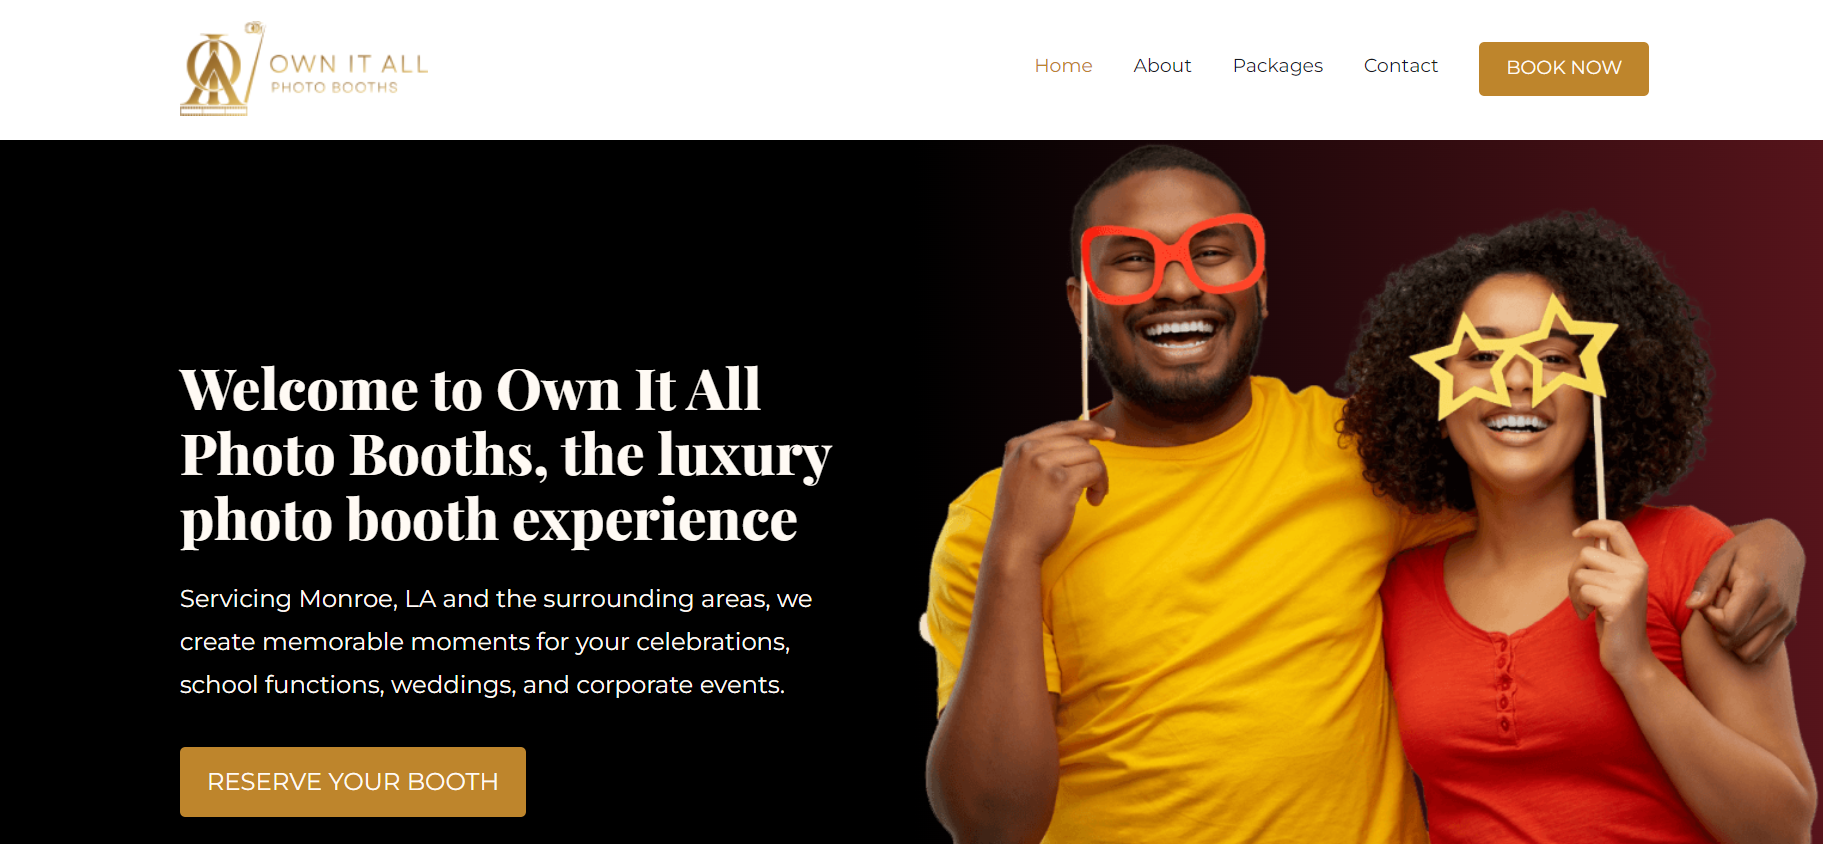 OWN IT ALL
PHOTO BOOTHS
Home
About
Packages
Contact
BOOK NOW
Welcome to Own It All
Photo Booths, the luxury
photo booth experience
Servicing Monroe, LA and the surrounding areas, we
create memorable moments for your celebrations,
school functions, weddings, and corporate events.
RESERVE YOUR BOOTH